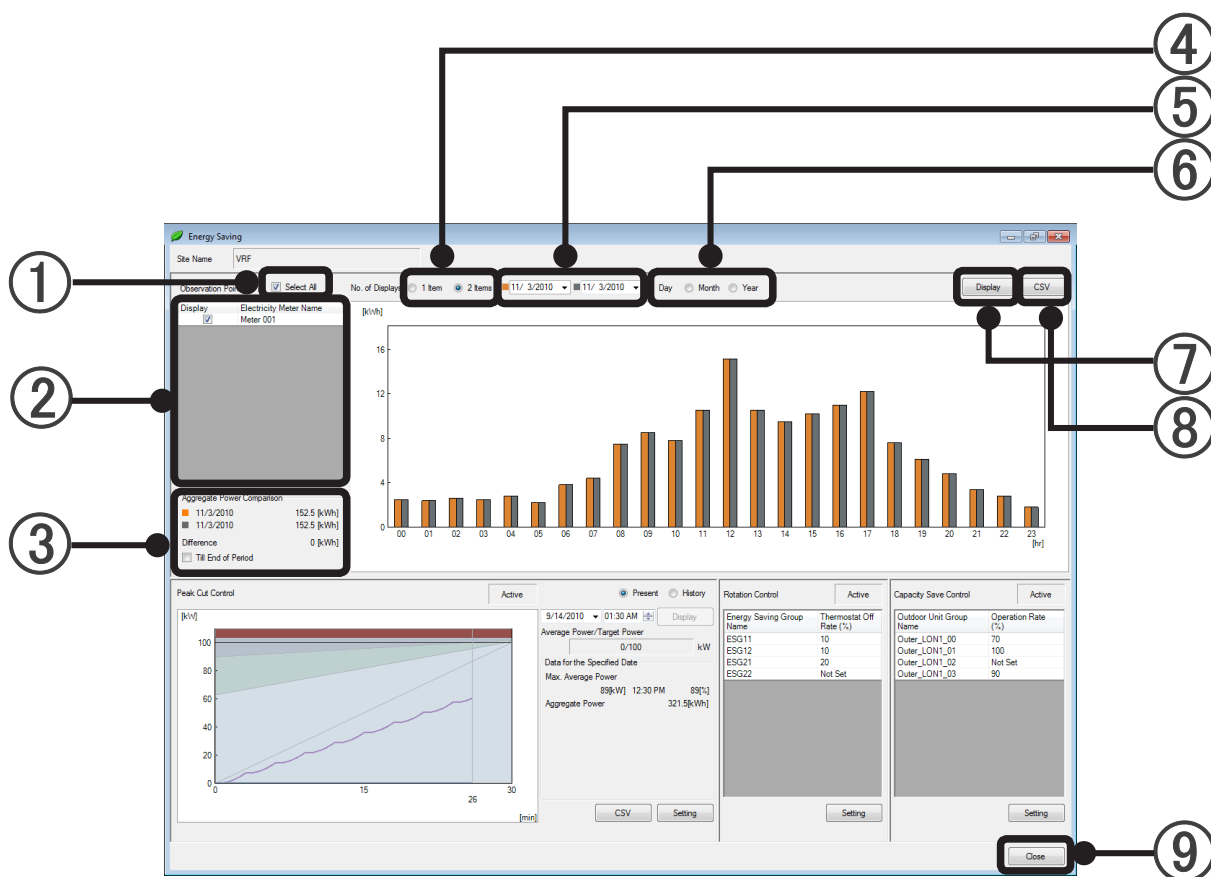 ④
⑤
⑥
Energy Saving
①
Site Name VRF
Observation Poi Select All No. of Displays 1 Item 2 Items 11/ 3/2010 11/ 3/2010 Day Month Year Display CSV
Display Electricity Meter Name
Meter 001
②
[kWh]
16
12
8
4
0
00 01 02 03 04 05 06 07 08 09 10 11 12 13 14 15 16 17 18 19 20 21 22 23
[hr]
⑦
⑧
③
Aggregate Power Comparison
11/3/2010 152.5 [kWh]
11/3/2010 152.5 [kWh]
Difference 0 [kWh]
Till End of Period
Peak Cut Control Active
[kW]
100
80
60
40
20
0
0 15 26 30
[min]
Present History
9/14/2010 01:30 AM Display
Average Power/Target Power
0/100 kW
Data for the Specified Date
Max. Average Power
89[kW] 12:30 PM 89[%]
Aggregate Power 321.5[kWh]
CSV Setting
Rotation Control Active
Energy Saving Group Name Thermostat Off Rate (%)
ESG11 10
ESG12 10
ESG21 20
ESG22 Not Set
Setting
Capacity Save Control Active
Outdoor Unit Group Name Operation Rate (%)
Outer_LON1_00 70
Outer_LON1_01 100
Outer_LON1_02 Not Set
Outer_LON1_03 90
Setting
Close
⑨